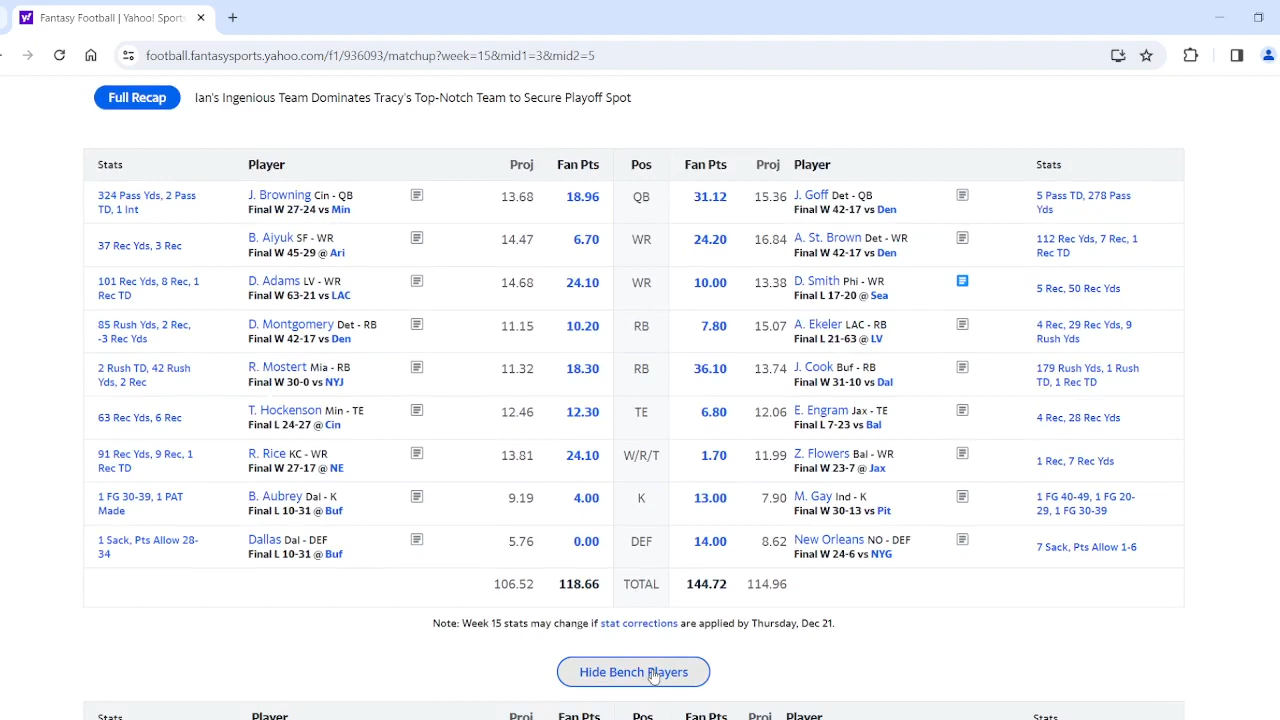 Fantasy Football | Yahoo! Sports
football.fantasysports.yahoo.com/f1/936093/matchup?week=15&mid1=3&mid2=5
Full Recap Ian's Ingenious Team Dominates Tracy's Top-Notch Team to Secure Playoff Spot
Stats Player Proj Fan Pts Pos Fan Pts Proj Player Stats
324 Pass Yds, 2 Pass J. Browning Cin - QB 13.68 18.96 QB 31.12 15.36 J. Goff Det - QB 5 Pass TD, 278 Pass
TD, 1 Int Final W 27-24 vs Min Final W 42-17 vs Den Yds
37 Rec Yds, 3 Rec B. Aiyuk SF - WR 14.47 6.70 WR 24.20 16.84 A. St. Brown Det - WR 112 Rec Yds, 7 Rec, 1
Final W 45-29 @ Ari Final W 42-17 vs Den Rec TD
101 Rec Yds, 8 Rec, 1 D. Adams LV - WR 14.68 24.10 WR 10.00 13.38 D. Smith Phi - WR 5 Rec, 50 Rec Yds
Rec TD Final W 63-21 vs LAC Final L 17-20 @ Sea
85 Rush Yds, 2 Rec, D. Montgomery Det - RB 11.15 10.20 RB 7.80 15.07 A. Ekeler LAC - RB 4 Rec, 29 Rec Yds, 9
-3 Rec Yds Final W 42-17 vs Den Final L 21-63 @ LV Rush Yds
2 Rush TD, 42 Rush R. Mostert Mia - RB 11.32 18.30 RB 36.10 13.74 J. Cook Buf - RB 179 Rush Yds, 1 Rush
Yds, 2 Rec Final W 30-0 vs NYJ Final W 31-10 vs Dal TD, 1 Rec TD
63 Rec Yds, 6 Rec T. Hockenson Min - TE 12.46 12.30 TE 6.80 12.06 E. Engram Jax - TE 4 Rec, 28 Rec Yds
Final L 24-27 @ Cin Final L 7-23 vs Bal
91 Rec Yds, 9 Rec, 1 R. Rice KC - WR 13.81 24.10 W/R/T 1.70 11.99 Z. Flowers Bal - WR 1 Rec, 7 Rec Yds
Rec TD Final W 27-17 @ NE Final W 23-7 @ Jax
1 FG 30-39, 1 PAT B. Aubrey Dal - K 9.19 4.00 K 13.00 7.90 M. Gay Ind - K 1 FG 40-49, 1 FG 20-
Made Final L 10-31 @ Buf Final W 30-13 vs Pit 29, 1 FG 30-39
1 Sack, Pts Allow 28- Dallas Dal - DEF 5.76 0.00 DEF 14.00 8.62 New Orleans NO - DEF 7 Sack, Pts Allow 1-6
34 Final L 10-31 @ Buf Final W 24-6 vs NYG
106.52 118.66 TOTAL 144.72 114.96
Note: Week 15 stats may change if stat corrections are applied by Thursday, Dec 21.
Hide Bench Players
Stats Player Proj Fan Pts Pos Fan Pts Proj Player Stats